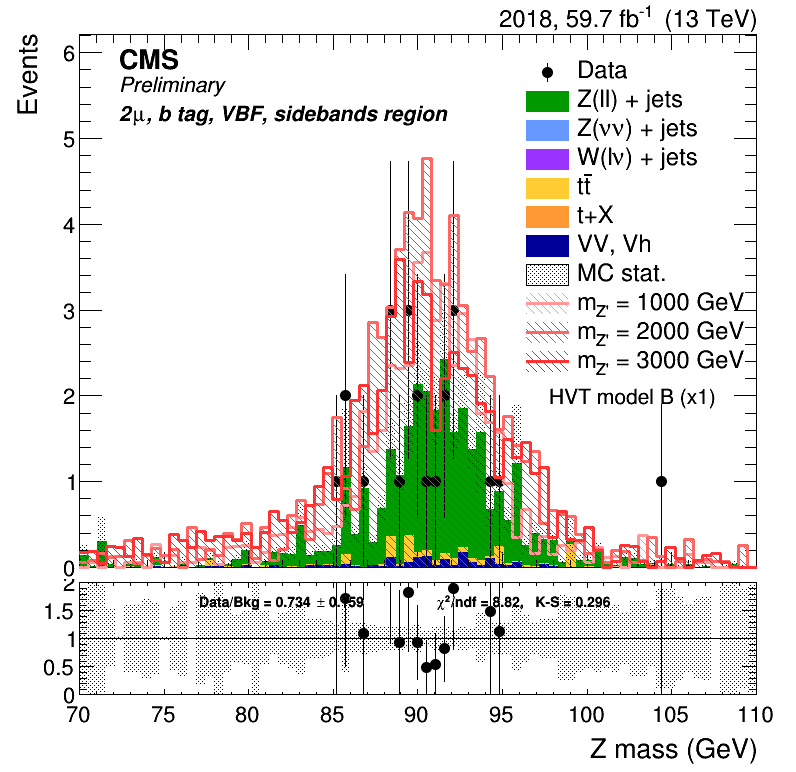 2018, 59.7 fb⁻¹ (13 TeV)
Events
CMS
Preliminary
2μ, b tag, VBF, sidebands region
Data
Z(ll) + jets
Z(νν) + jets
W(lν) + jets
tt̄
t+X
VV, Vh
MC stat.
m_Z' = 1000 GeV
m_Z' = 2000 GeV
m_Z' = 3000 GeV
HVT model B (x1)
6
5
4
3
2
1
0
Data/Bkg = 0.734 ± 0.159 χ²/ndf = 8.82, K-S = 0.296
2
1.5
1
0.5
0
70 75 80 85 90 95 100 105 110
Z mass (GeV)